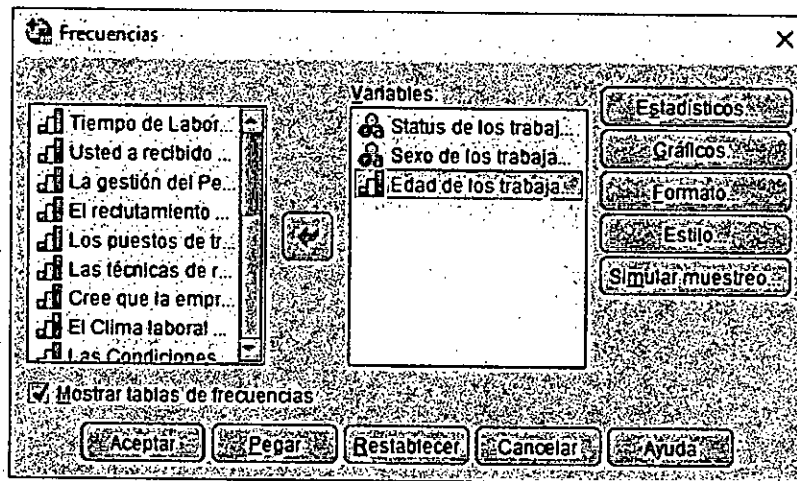 Frecuencias
Variables:
Tiempo de Labor...
Usted a recibido ...
La gestión del Pe...
El reclutamiento ...
Los puestos de tr...
Las técnicas de r...
Cree que la empr...
El Clima laboral ...
Las Condiciones
Status de los trabaj...
Sexo de los trabaja...
Edad de los trabaja...
Estadísticos...
Gráficos...
Formato...
Estilo...
Simular muestreo...
Mostrar tablas de frecuencias
Aceptar
Pegar
Restablecer
Cancelar
Ayuda